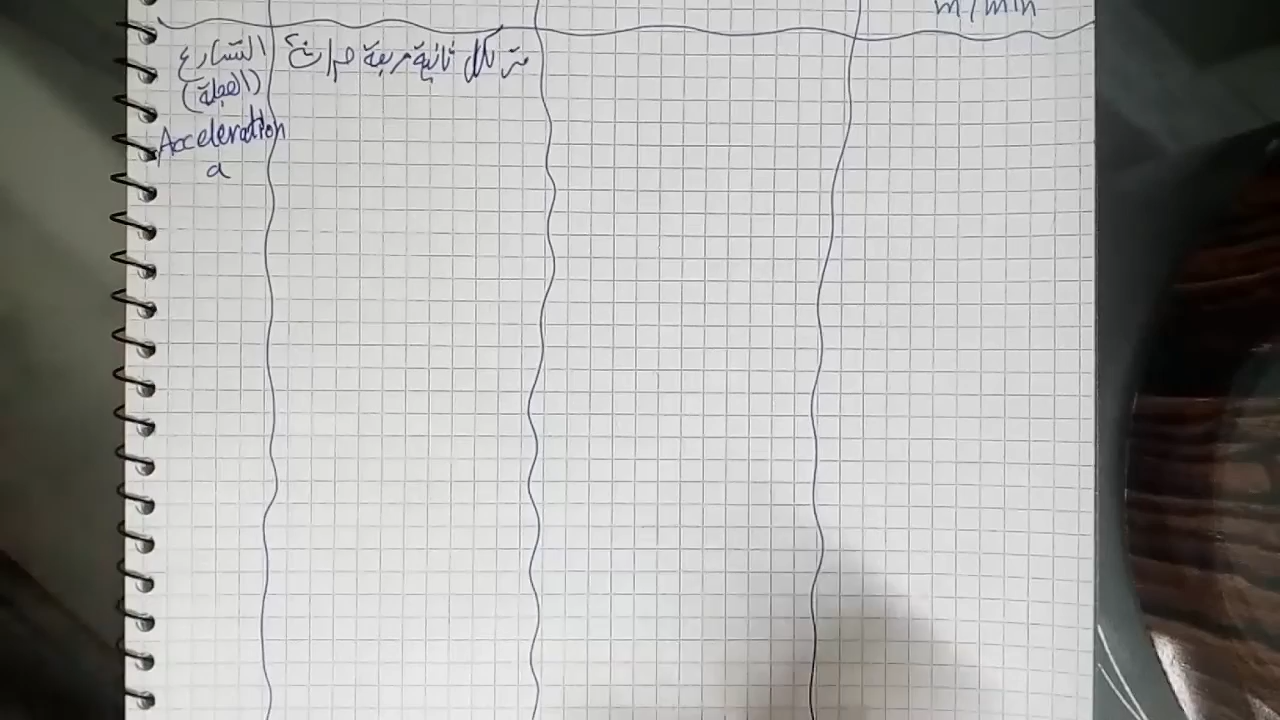 m/min
التسارع
(العجلة)
Acceleration
a
متر لكل ثانية مربعة م/ث²